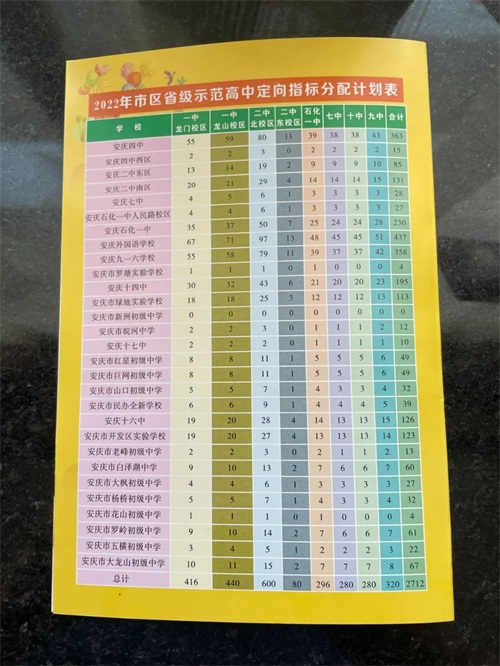 2022年市区省级示范高中定向指标分配计划表
学 校 一中龙门校区 一中龙山校区 二中北校区 二中东校区 石化一中 七中 十中 九中 合计
安庆四中 55 59 80 11 39 38 38 43 363
安庆四中西区 2 2 3 0 2 2 2 2 15
安庆二中东区 13 14 19 2 9 9 9 10 85
安庆二中南区 20 21 29 4 14 14 14 15 131
安庆七中 4 5 6 1 3 3 3 3 28
安庆石化一中人民路校区 4 4 6 1 3 3 3 3 27
安庆石化一中 35 37 50 7 25 24 24 28 230
安庆外国语学校 67 71 97 13 48 45 45 51 437
安庆九一六学校 55 58 79 11 39 37 37 42 358
安庆市罗塘实验学校 1 1 1 0 1 0 0 0 4
安庆十四中 30 32 43 6 21 20 20 23 195
安庆市绿地实验学校 18 18 25 3 12 12 12 13 113
安庆市新洲初级中学 0 0 0 0 0 0 0 0 0
安庆市皖河中学 2 2 3 0 1 1 1 2 12
安庆十七中 2 2 2 0 1 1 1 1 10
安庆市红星初级中学 8 8 11 1 5 5 5 6 49
安庆市巨网初级中学 8 8 11 1 5 5 5 6 49
安庆市山口初级中学 5 5 7 1 4 3 3 4 32
安庆市民办全新学校 6 6 9 1 4 4 4 5 39
安庆十六中 19 20 28 4 14 13 13 15 126
安庆市开发区实验学校 19 20 27 4 13 13 13 14 123
安庆市老峰初级中学 2 2 3 0 2 1 1 2 13
安庆市白泽湖中学 9 10 13 2 7 6 6 7 60
安庆市大枫初级中学 4 4 6 1 3 3 3 3 27
安庆市杨桥初级中学 5 5 7 1 4 3 3 4 32
安庆市花山初级中学 1 1 1 0 1 0 0 0 4
安庆市罗岭初级中学 9 10 14 2 7 6 6 7 61
安庆市五横初级中学 3 4 5 1 3 2 2 2 22
安庆市大龙山初级中学 10 11 15 2 7 7 7 8 67
总计 416 440 600 80 296 280 280 320 2712